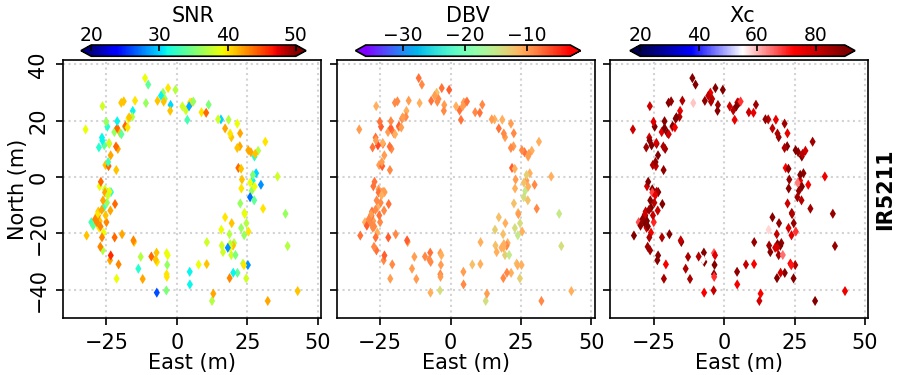 SNR DBV Xc
20 30 40 50 −30 −20 −10 20 40 60 80
40
20
0
−20
−40
North (m)
−25 0 25 50 −25 0 25 50 −25 0 25 50
East (m) East (m) East (m)
IR5211